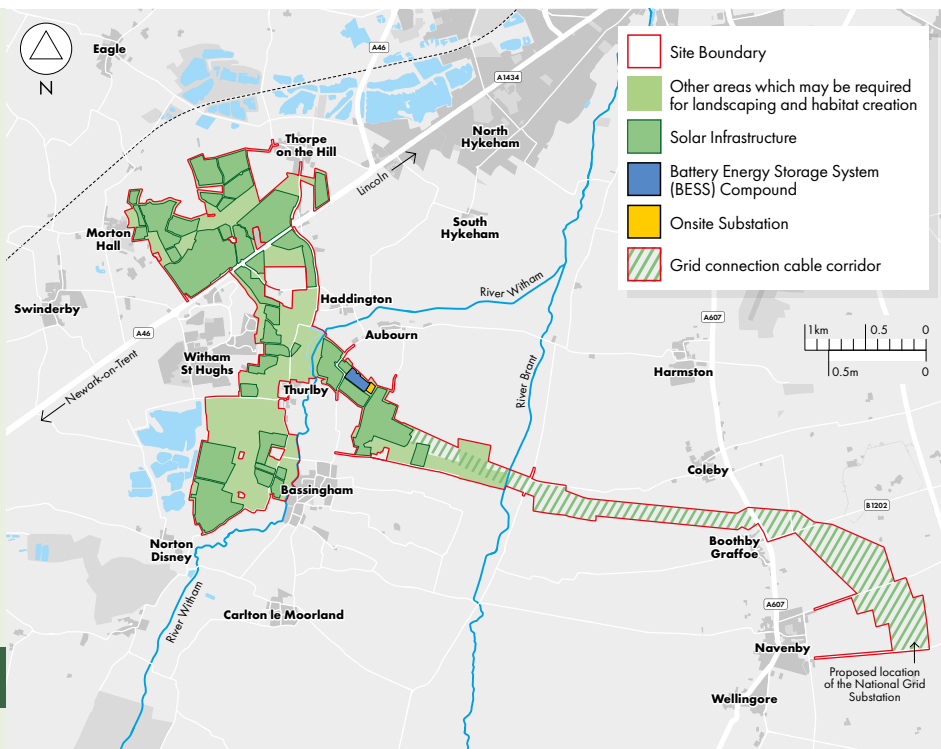 N
Eagle
A46
A1434
Thorpe
on the Hill
North
Hykeham
Lincoln
Morton
Hall
South
Hykeham
Swinderby
Haddington
River Witham
A46
Aubourn
Witham
St Hughs
Newark-on-Trent
Thurlby
River Brant
A607
Harmston
Coleby
Bassingham
B1202
Norton
Disney
Boothby
Graffoe
River Witham
Carlton le Moorland
A607
Navenby
Wellingore
Proposed location
of the National Grid
Substation
Site Boundary
Other areas which may be required
for landscaping and habitat creation
Solar Infrastructure
Battery Energy Storage System
(BESS) Compound
Onsite Substation
Grid connection cable corridor
1km 0.5 0
0.5m 0